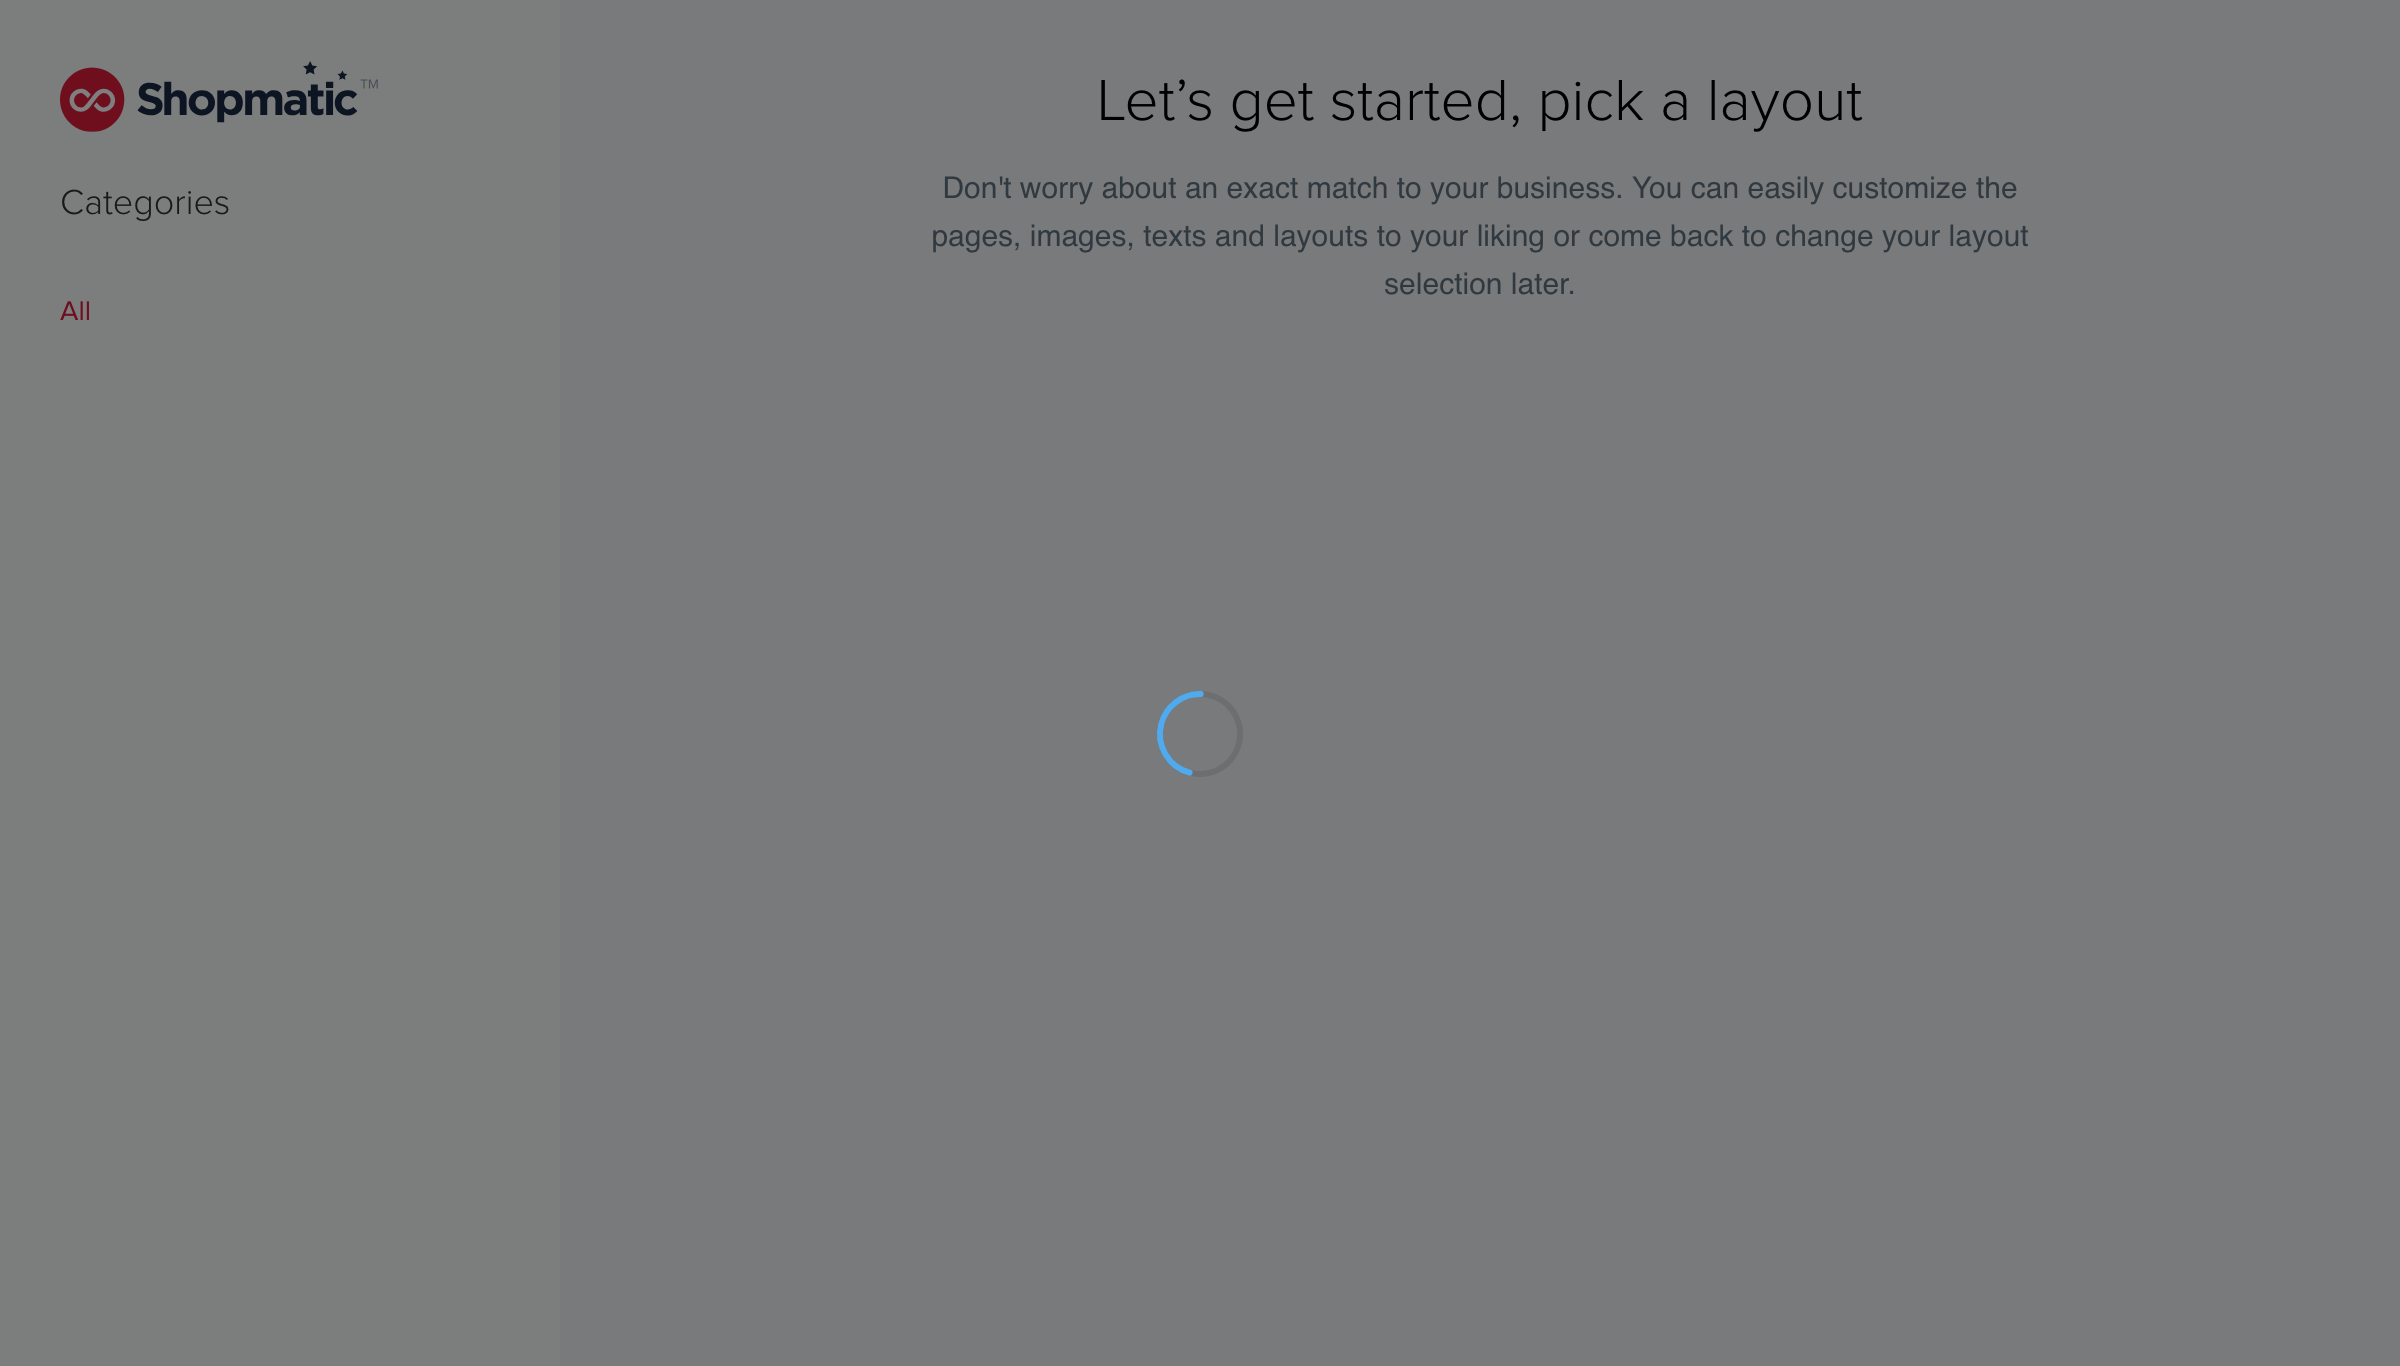 Shopmatic™
Categories
All
Let’s get started, pick a layout
Don't worry about an exact match to your business. You can easily customize the
pages, images, texts and layouts to your liking or come back to change your layout
selection later.